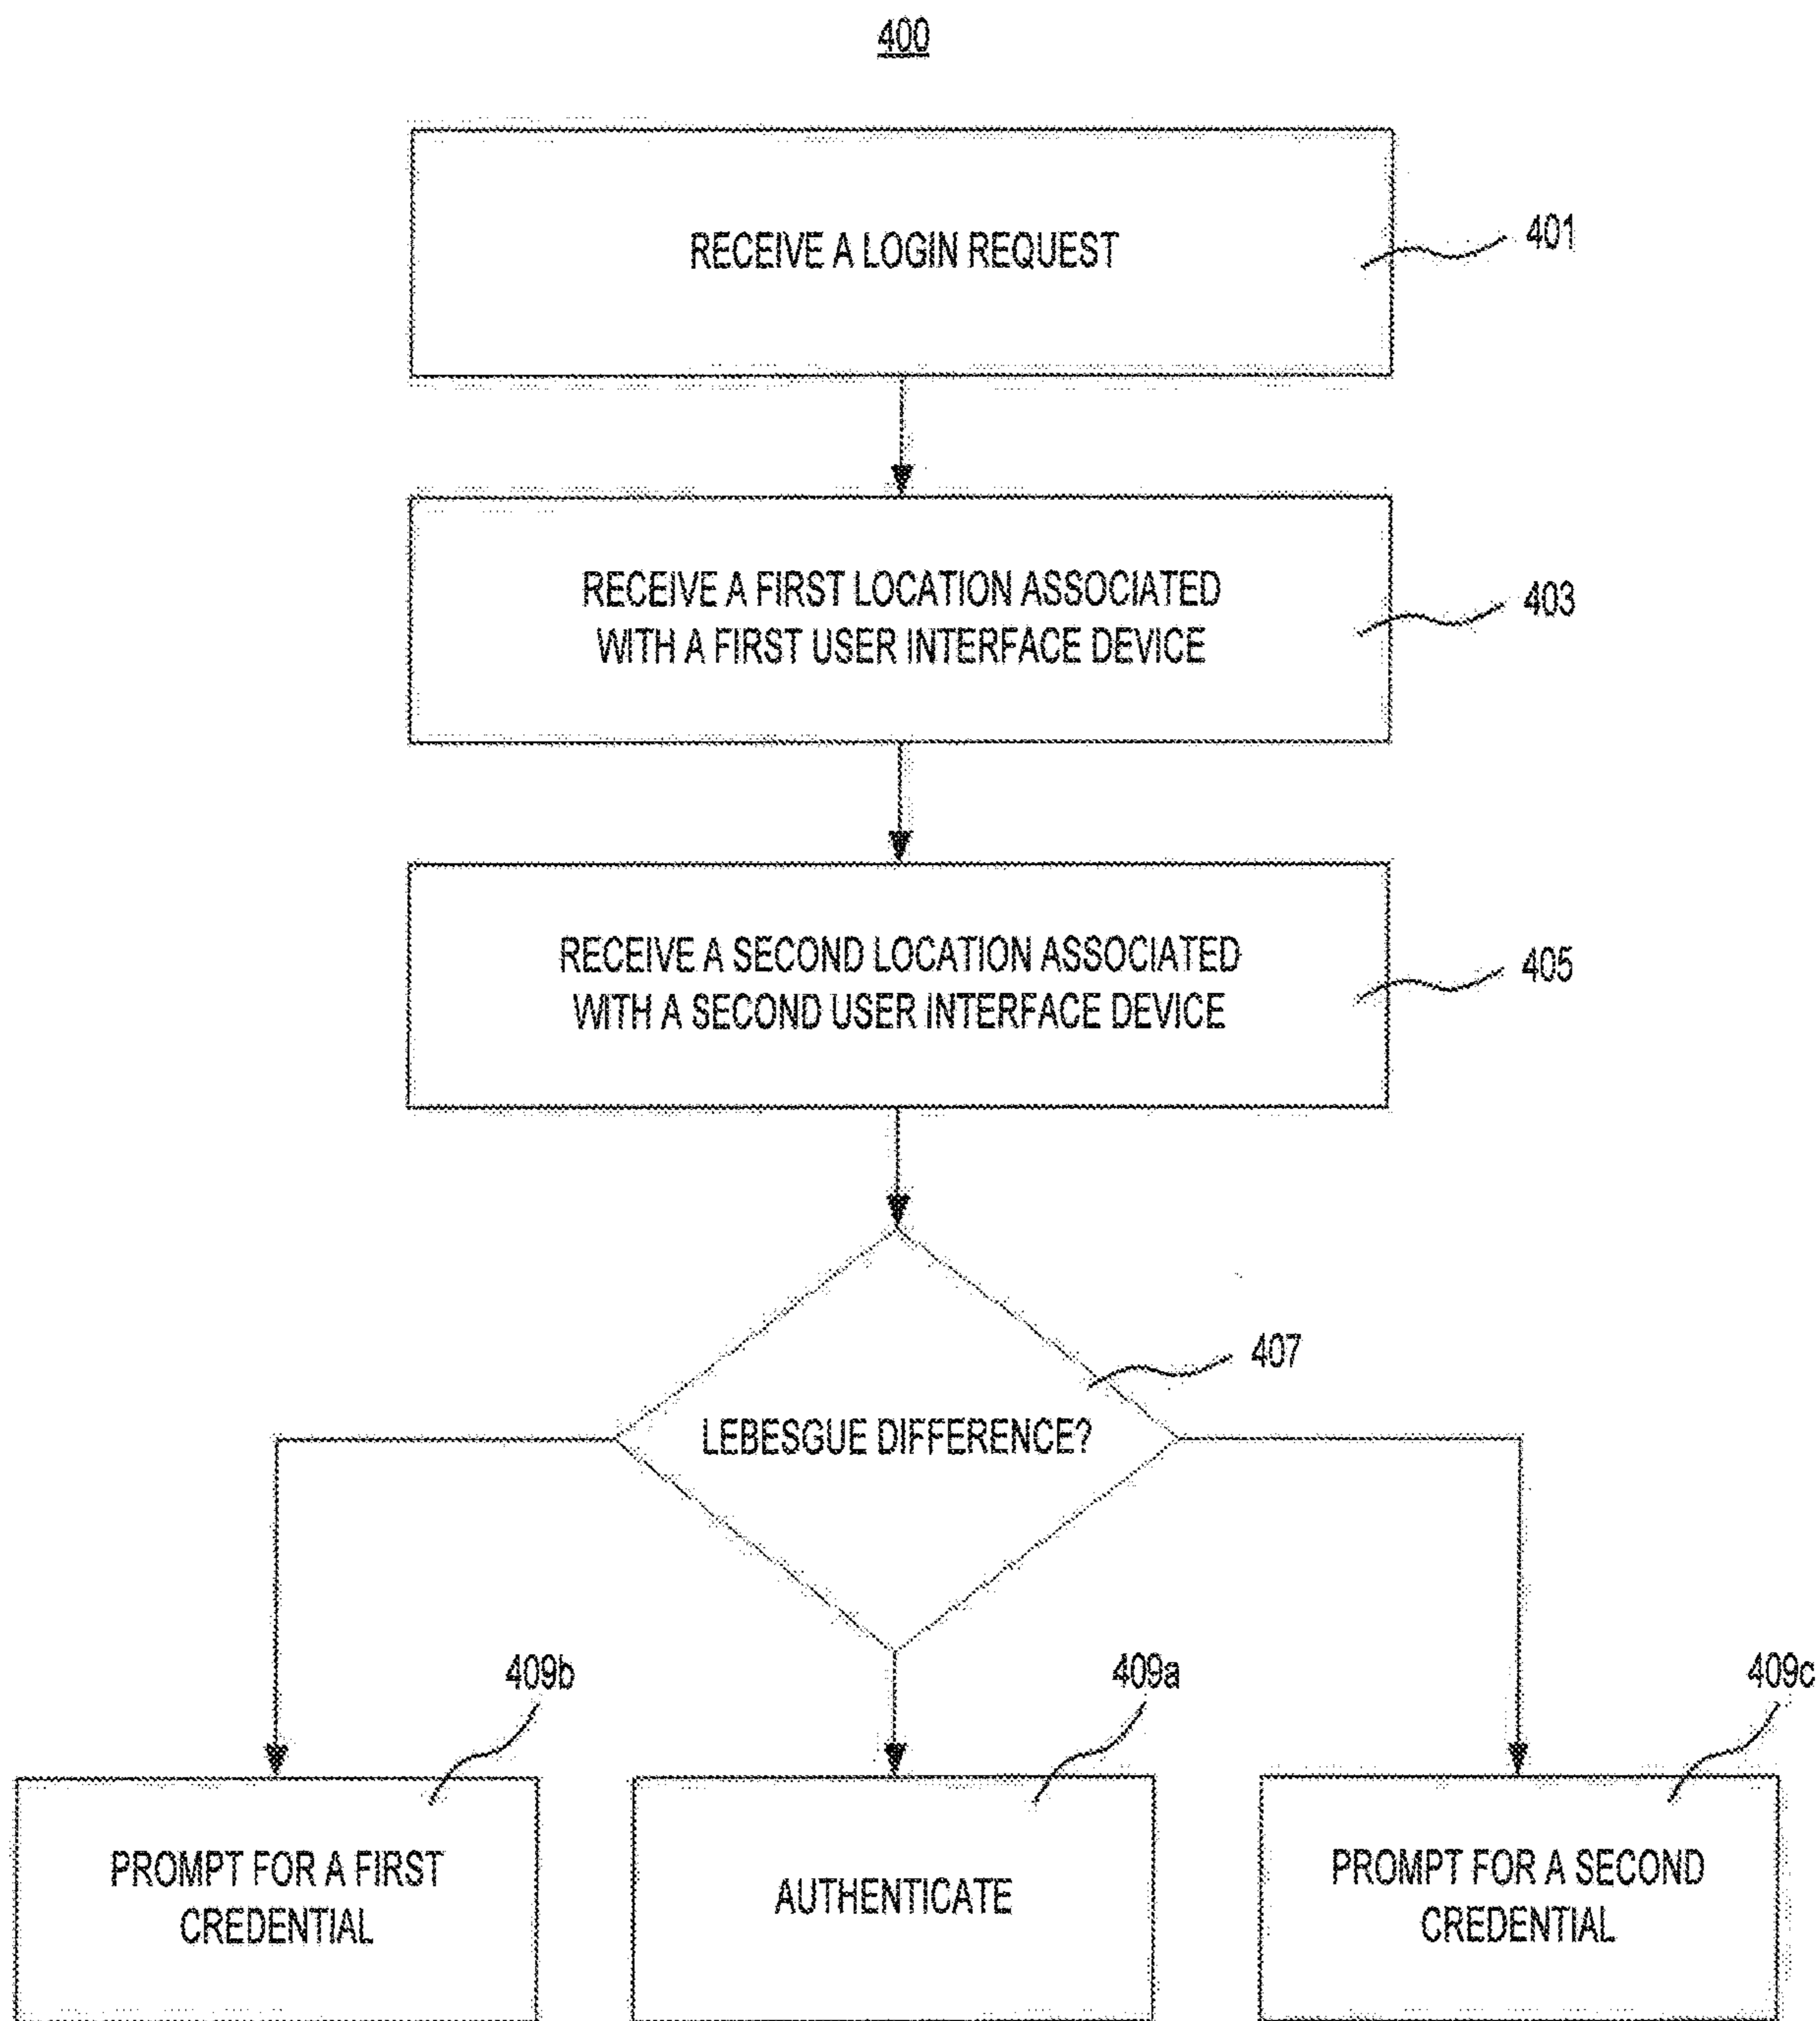 400
RECEIVE A LOGIN REQUEST
401
RECEIVE A FIRST LOCATION ASSOCIATED
WITH A FIRST USER INTERFACE DEVICE
403
RECEIVE A SECOND LOCATION ASSOCIATED
WITH A SECOND USER INTERFACE DEVICE
405
407
LEBESGUE DIFFERENCE?
409b
409a
409c
PROMPT FOR A FIRST
CREDENTIAL
AUTHENTICATE
PROMPT FOR A SECOND
CREDENTIAL